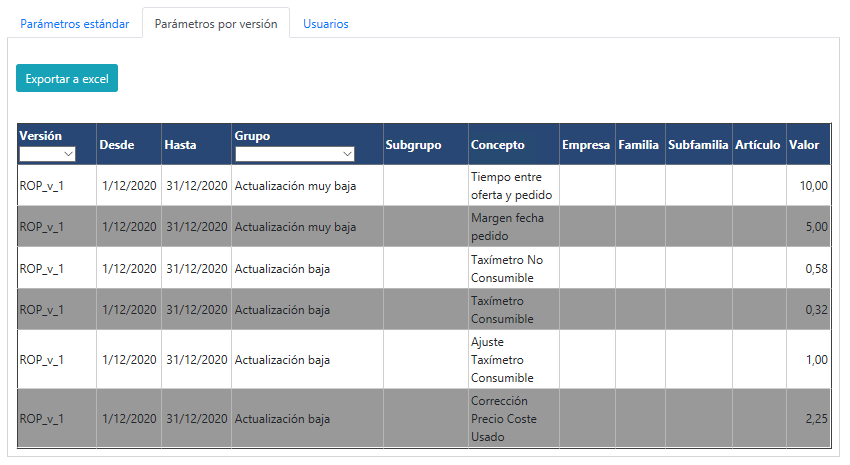 Parámetros estándar Parámetros por versión Usuarios
Exportar a excel
Versión Desde Hasta Grupo Subgrupo Concepto Empresa Familia Subfamilia Artículo Valor
ROP_v_1 1/12/2020 31/12/2020 Actualización muy baja Tiempo entre 10,00
oferta y pedido
ROP_v_1 1/12/2020 31/12/2020 Actualización muy baja Margen fecha 5,00
pedido
ROP_v_1 1/12/2020 31/12/2020 Actualización baja Taxímetro No 0,58
Consumible
ROP_v_1 1/12/2020 31/12/2020 Actualización baja Taxímetro 0,32
Consumible
ROP_v_1 1/12/2020 31/12/2020 Actualización baja Ajuste 1,00
Taxímetro
Consumible
ROP_v_1 1/12/2020 31/12/2020 Actualización baja Corrección 2,25
Precio Coste
Usado